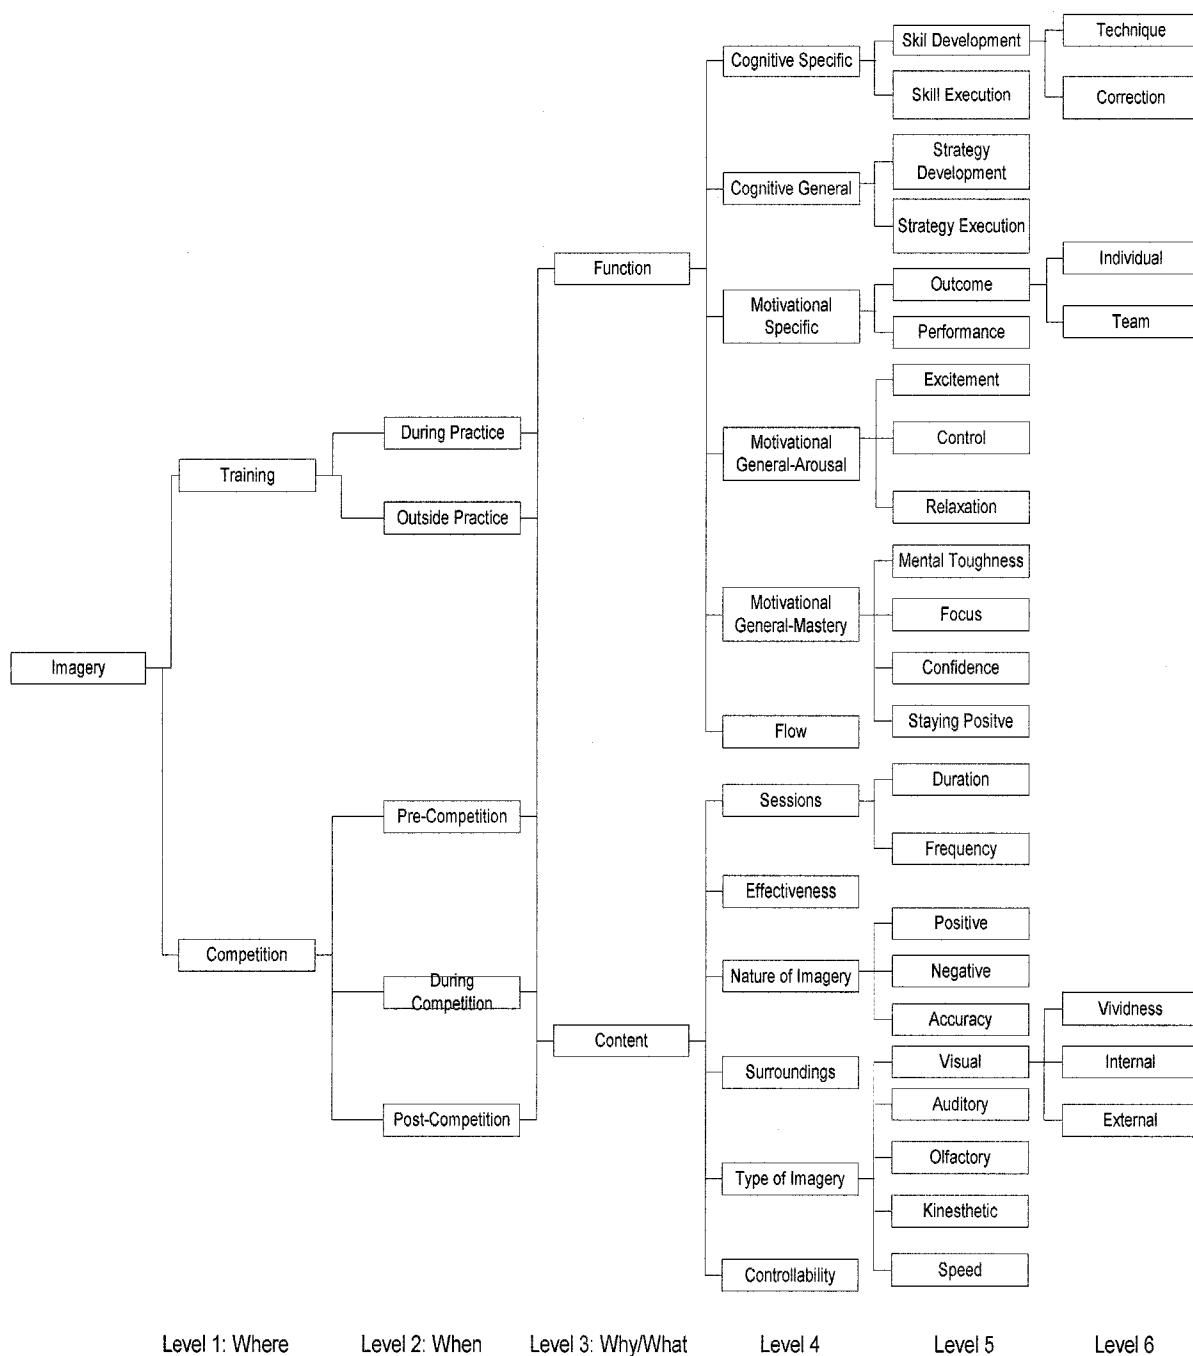 Imagery
Training
Competition
During Practice
Outside Practice
Pre-Competition
During
Competition
Post-Competition
Function
Content
Cognitive Specific
Cognitive General
Motivational
Specific
Motivational
General-Arousal
Motivational
General-Mastery
Flow
Sessions
Effectiveness
Nature of Imagery
Surroundings
Type of Imagery
Controllability
Skil Development
Skill Execution
Strategy
Development
Strategy Execution
Outcome
Performance
Excitement
Control
Relaxation
Mental Toughness
Focus
Confidence
Staying Positve
Duration
Frequency
Positive
Negative
Accuracy
Visual
Auditory
Olfactory
Kinesthetic
Speed
Technique
Correction
Individual
Team
Vividness
Internal
External
Level 1: Where
Level 2: When
Level 3: Why/What
Level 4
Level 5
Level 6